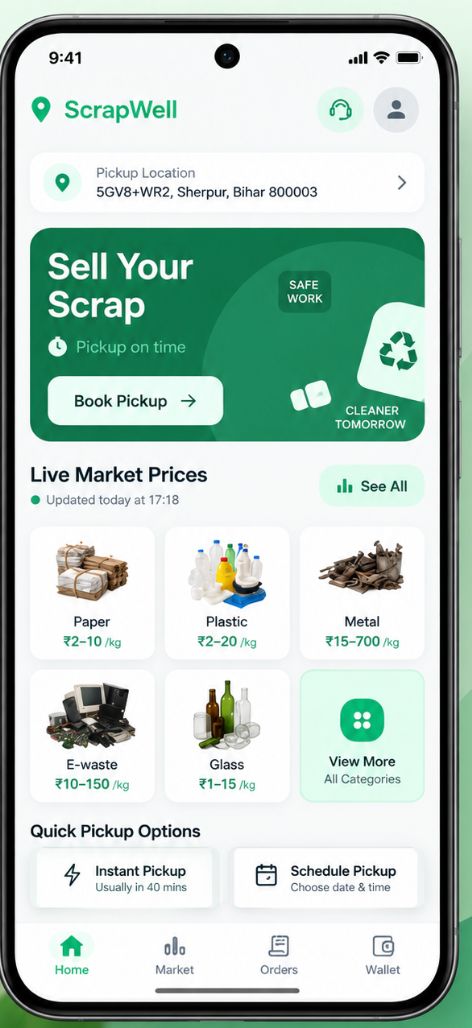 9:41
ScrapWell
Pickup Location
5GV8+WR2, Sherpur, Bihar 800003
Sell Your
Scrap
Pickup on time
Book Pickup
SAFE
WORK
CLEANER
TOMORROW
Live Market Prices
Updated today at 17:18
See All
Paper
₹2–10 /kg
Plastic
₹2–20 /kg
Metal
₹15–700 /kg
E-waste
₹10–150 /kg
Glass
₹1–15 /kg
View More
All Categories
Quick Pickup Options
Instant Pickup
Usually in 40 mins
Schedule Pickup
Choose date & time
Home
Market
Orders
Wallet